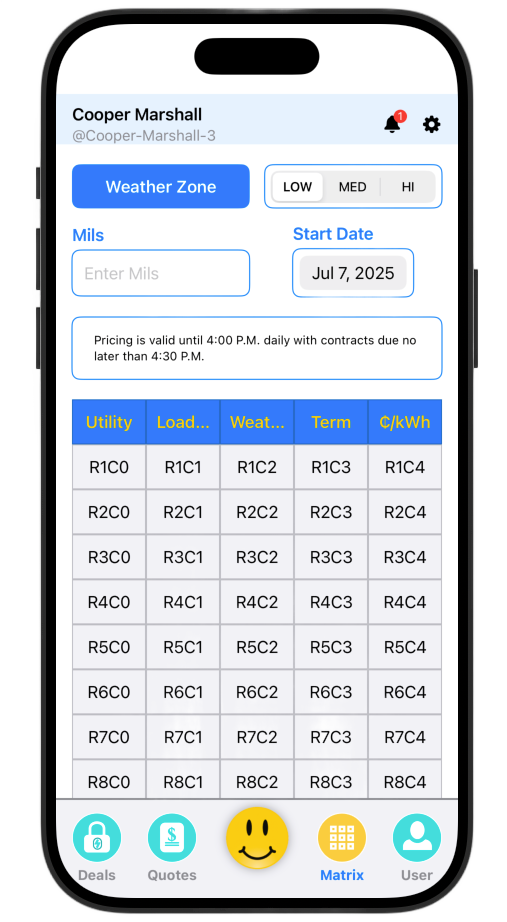 Cooper Marshall
1
@Cooper-Marshall-3
Weather Zone
LOW MED HI
Mils
Start Date
Enter Mils
Jul 7, 2025
Pricing is valid until 4:00 P.M. daily with contracts due no
later than 4:30 P.M.
Utility Load... Weat... Term ₵/kWh
R1C0 R1C1 R1C2 R1C3 R1C4
R2C0 R2C1 R2C2 R2C3 R2C4
R3C0 R3C1 R3C2 R3C3 R3C4
R4C0 R4C1 R4C2 R4C3 R4C4
R5C0 R5C1 R5C2 R5C3 R5C4
R6C0 R6C1 R6C2 R6C3 R6C4
R7C0 R7C1 R7C2 R7C3 R7C4
R8C0 R8C1 R8C2 R8C3 R8C4
$
Deals Quotes Matrix User